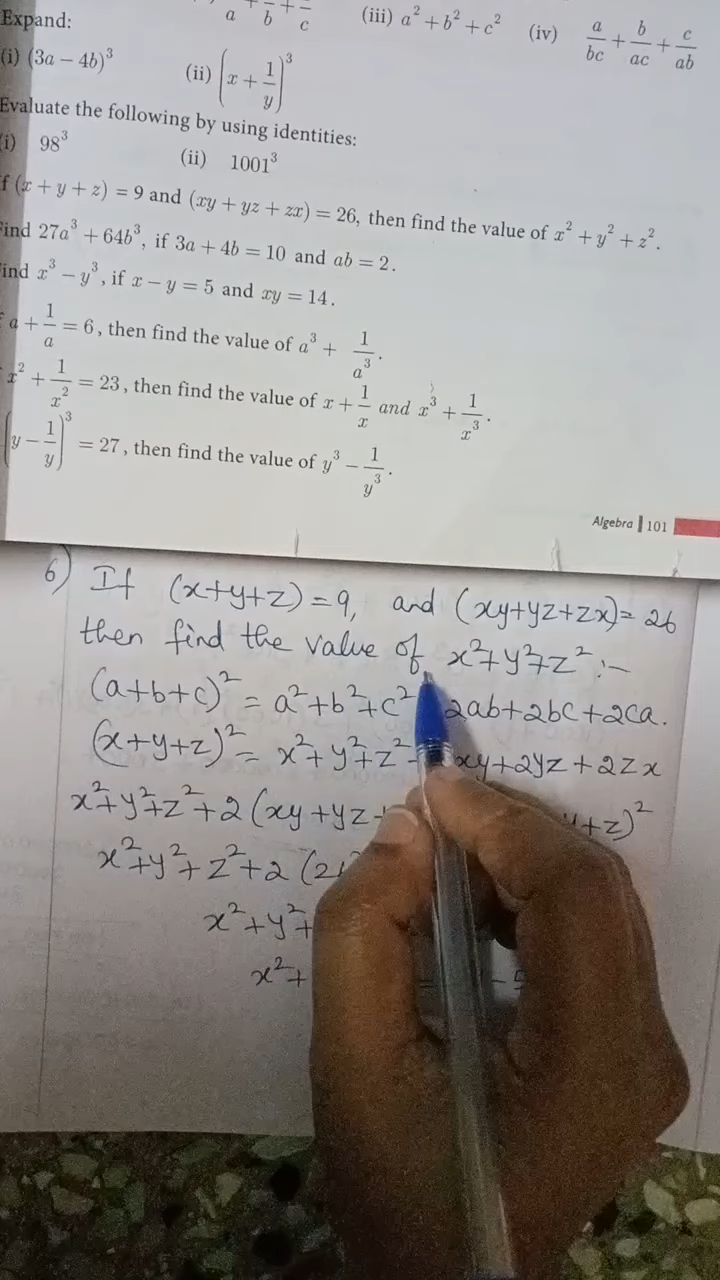 Expand:
a b c
(iii) a² + b² + c² (iv) a/bc + b/ac + c/ab
(i) (3a − 4b)³ (ii) (x + 1/y)³
Evaluate the following by using identities:
i) 98³ (ii) 1001³
f (x + y + z) = 9 and (xy + yz + zx) = 26, then find the value of x² + y² + z².
ind 27a³ + 64b³, if 3a + 4b = 10 and ab = 2.
ind x³ − y³, if x − y = 5 and xy = 14.
a + 1/a = 6, then find the value of a³ + 1/a³.
x² + 1/x² = 23, then find the value of x + 1/x and x³ + 1/x³.
(y − 1/y)³ = 27, then find the value of y³ − 1/y³.
Algebra | 101
6) If (x+y+z)=9, and (xy+yz+zx)=26
then find the value of x²+y²+z² :-
(a+b+c)² = a²+b²+c² 2ab+2bc+2ca.
(x+y+z)² = x²+y²+z² xy+2yz+2zx
x²+y²+z²+2(xy+yz +z)²
x²+y²+z²+2(2
x²+y²+
x²+ = -5